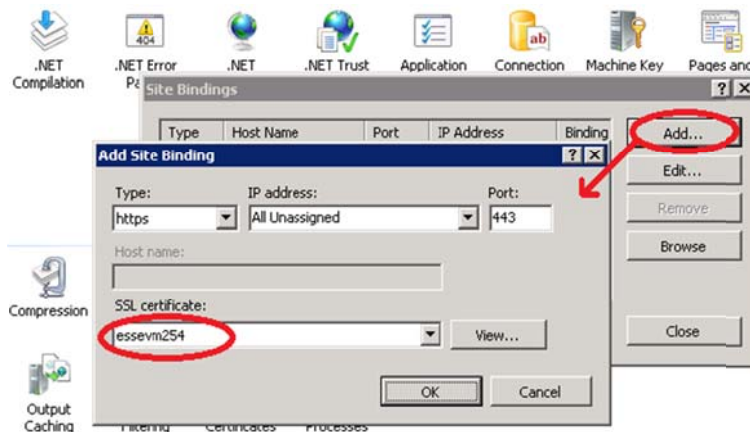 .NET Compilation
.NET Error Pa
.NET
.NET Trust
Application
Connection
Machine Key
Pages and
404
ab
Site Bindings
Type Host Name Port IP Address Binding
Add...
Edit...
Remove
Browse
Close
Add Site Binding
Type: IP address: Port:
https All Unassigned 443
Host name:
SSL certificate:
essevm254 View...
OK Cancel
Compression
Output
Caching
Filtering Certificates Processes